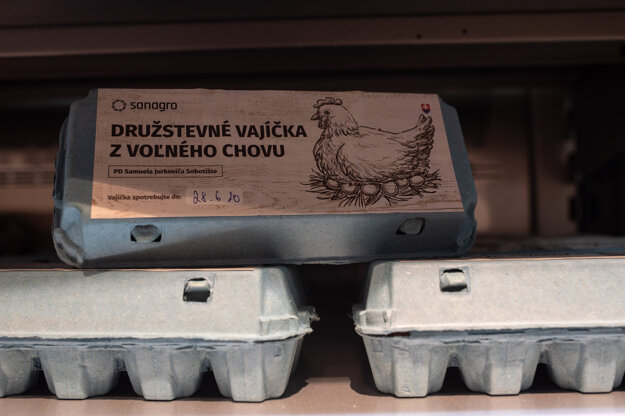 sanagro
DRUŽSTEVNÉ VAJÍČKA
Z VOĽNÉHO CHOVU
PD Samuela Jurkoviča Sobotište
Vajíčka spotrebujte do: 28.6 20